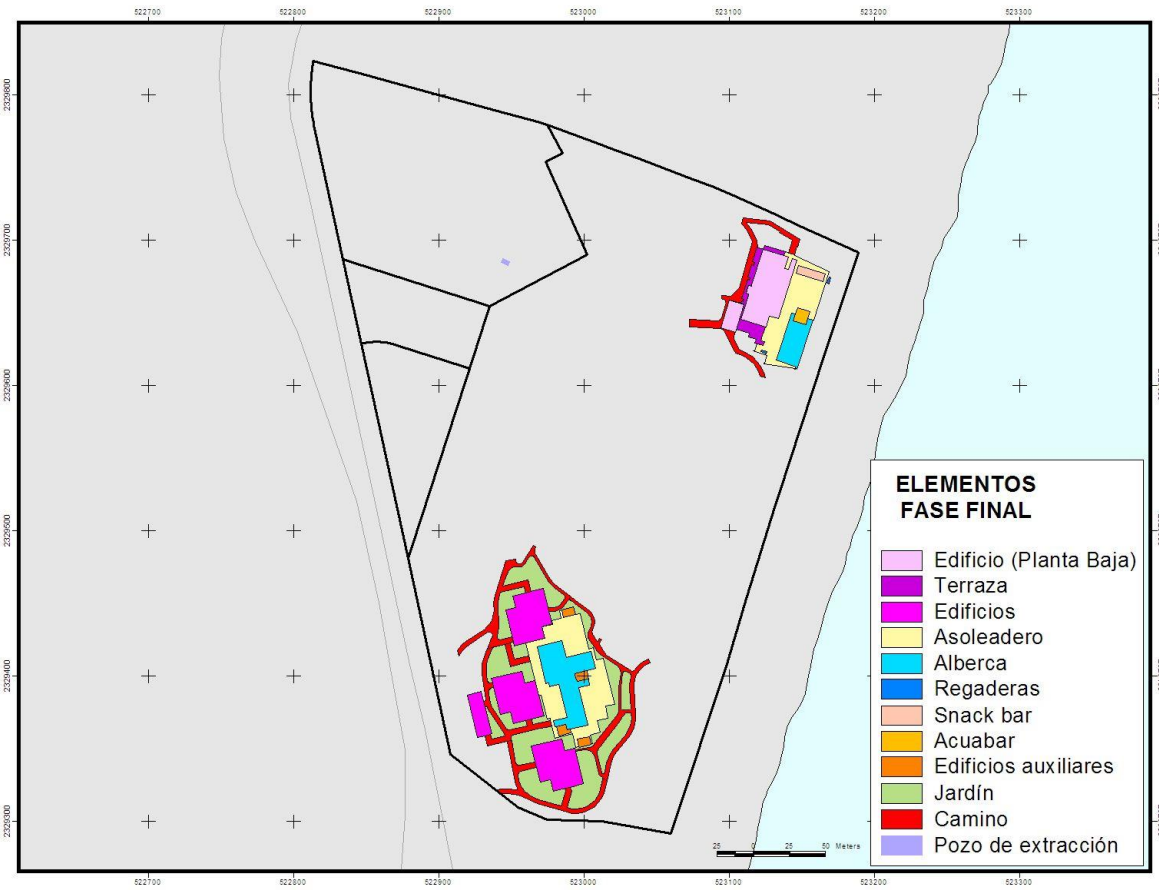 522700 522800 522900 523000 523100 523200 523300
2329800
2329700
2329600
2329500
2329400
2329300
ELEMENTOS
FASE FINAL
Edificio (Planta Baja)
Terraza
Edificios
Asoleadero
Alberca
Regaderas
Snack bar
Acuabar
Edificios auxiliares
Jardín
Camino
Pozo de extracción
25 0 25 50 Meters
522700 522800 522900 523000 523100 523200 523300